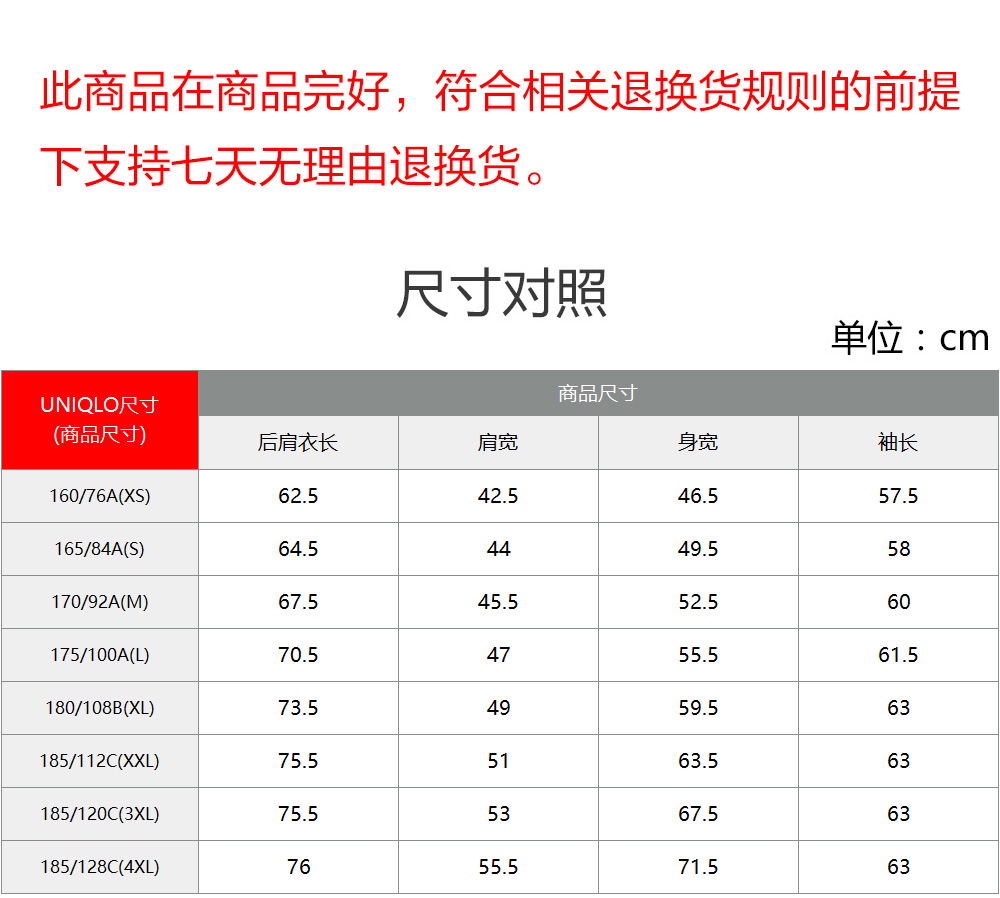 此商品在商品完好，符合相关退换货规则的前提
下支持七天无理由退换货。
尺寸对照
单位：cm
UNIQLO尺寸
(商品尺寸)
商品尺寸
后肩衣长 肩宽 身宽 袖长
160/76A(XS) 62.5 42.5 46.5 57.5
165/84A(S) 64.5 44 49.5 58
170/92A(M) 67.5 45.5 52.5 60
175/100A(L) 70.5 47 55.5 61.5
180/108B(XL) 73.5 49 59.5 63
185/112C(XXL) 75.5 51 63.5 63
185/120C(3XL) 75.5 53 67.5 63
185/128C(4XL) 76 55.5 71.5 63